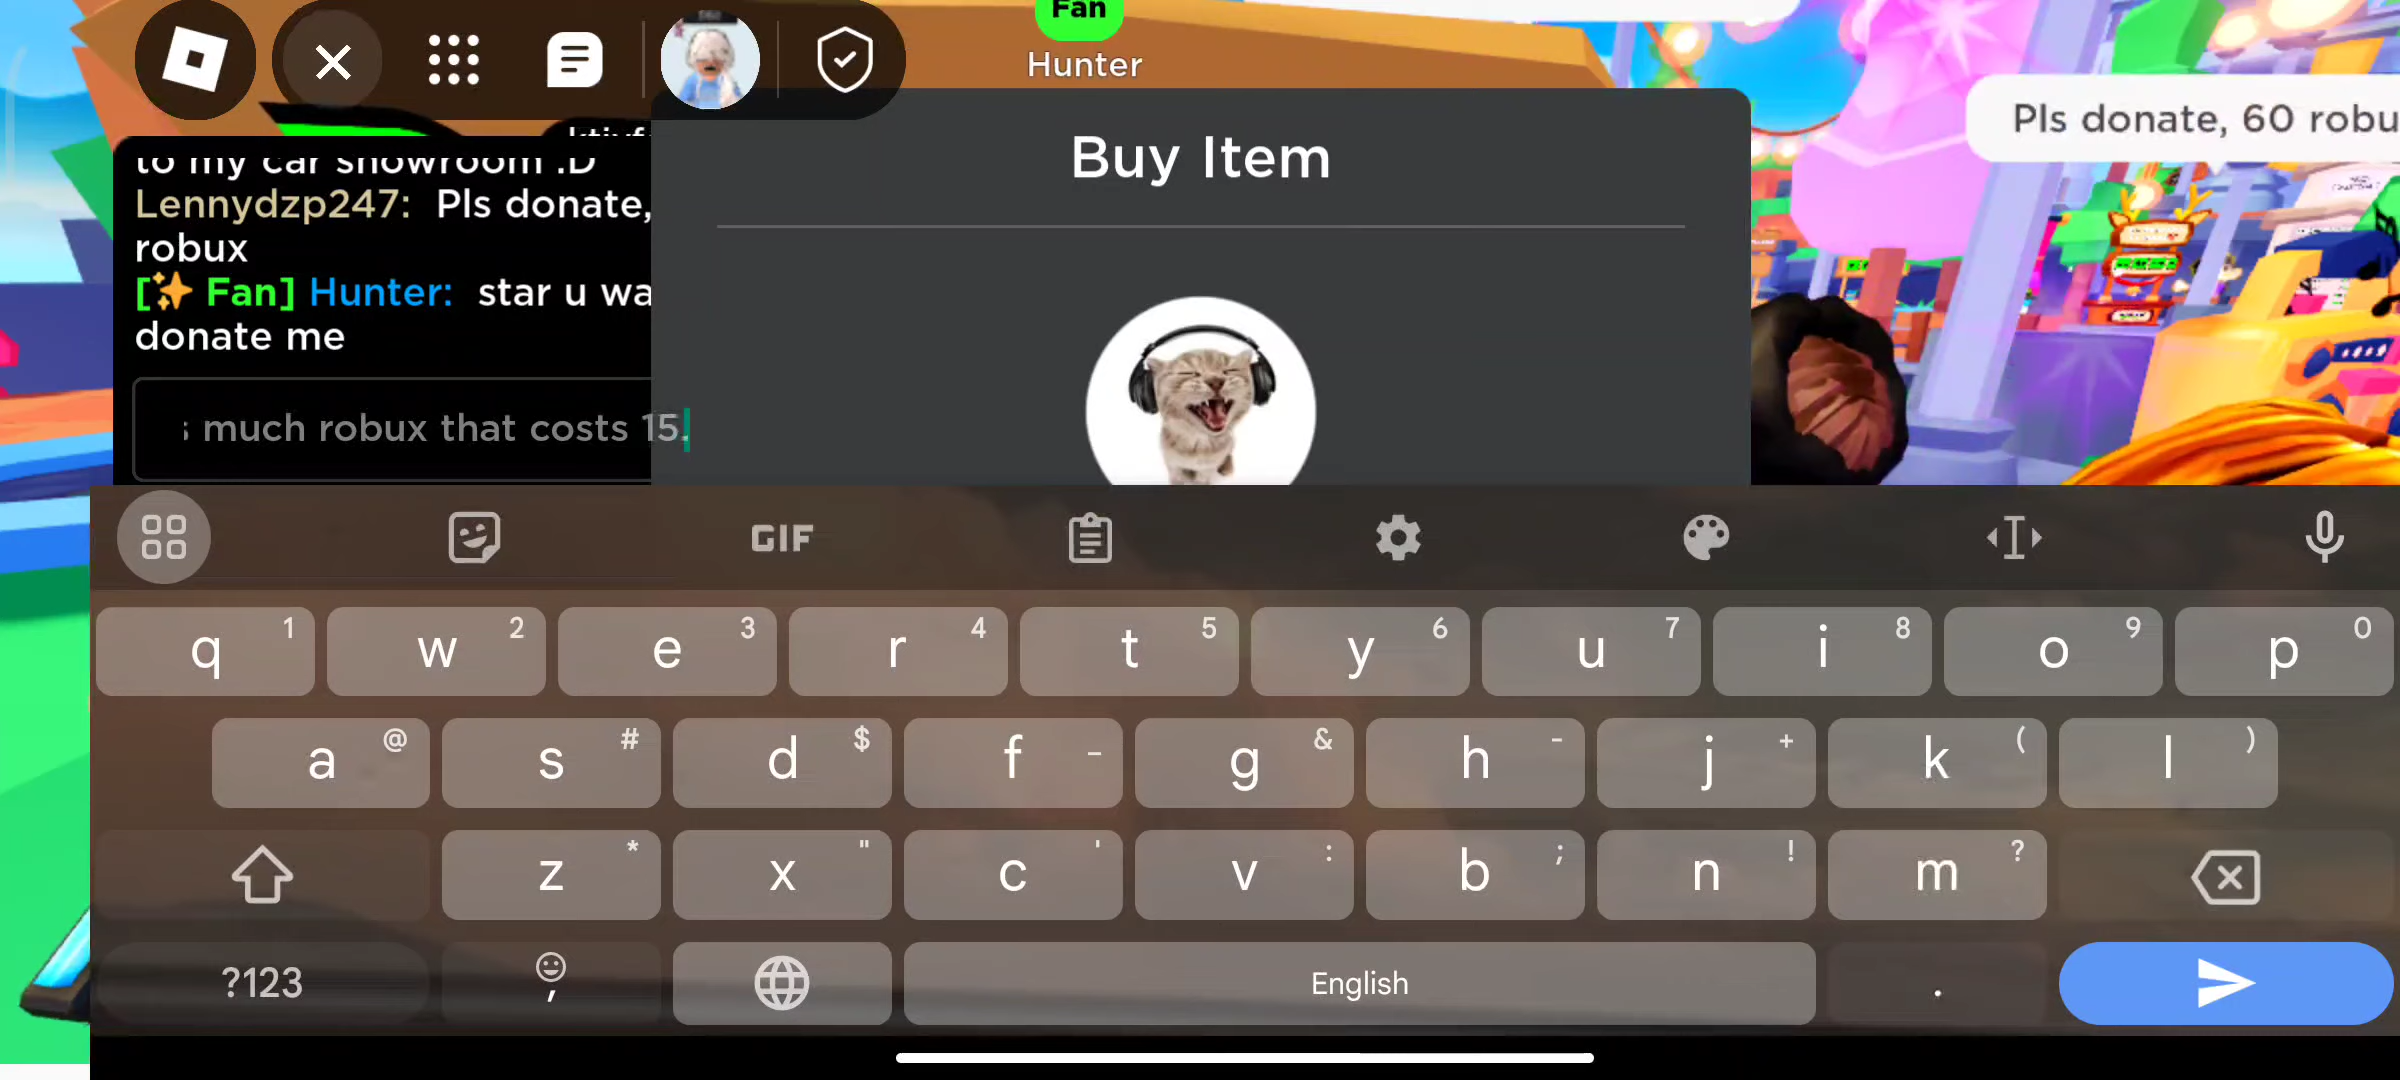 Fan
Hunter
Pls donate, 60 robu
Buy Item
to my car showroom :D
Lennydzp247: Pls donate,
robux
[✨ Fan] Hunter: star u wa
donate me
much robux that costs 15.
GIF
q 1 w 2 e 3 r 4 t 5 y 6 u 7 i 8 o 9 p 0
a @ s # d $ f _ g & h - j + k ( l )
z * x " c ' v : b ; n ! m ?
?123 , English .